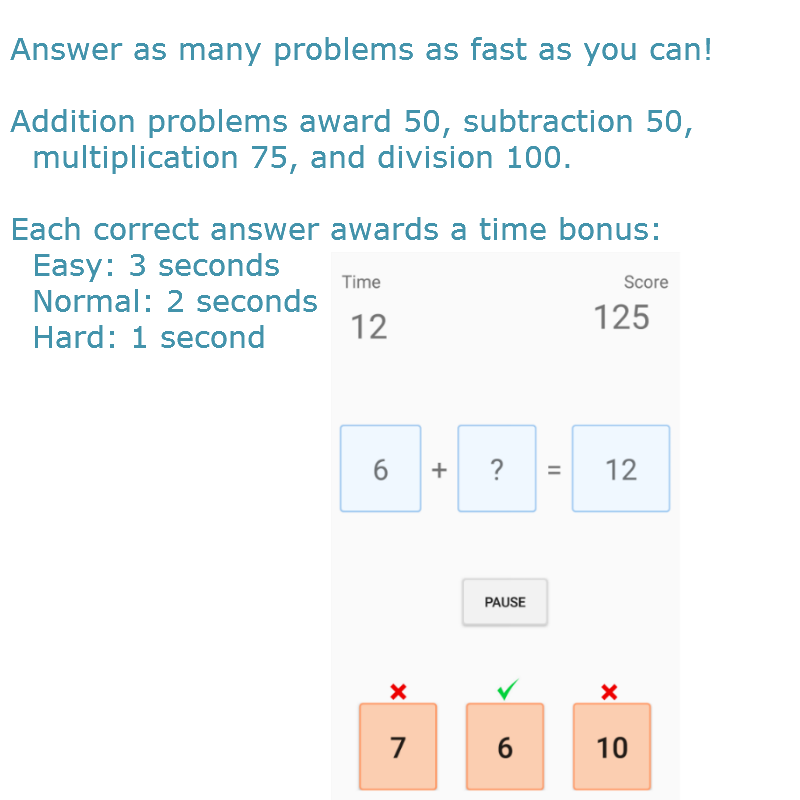 Answer as many problems as fast as you can!
Addition problems award 50, subtraction 50,
multiplication 75, and division 100.
Each correct answer awards a time bonus:
Easy: 3 seconds
Normal: 2 seconds
Hard: 1 second
Time Score
12 125
6 + ? = 12
PAUSE
7 6 10